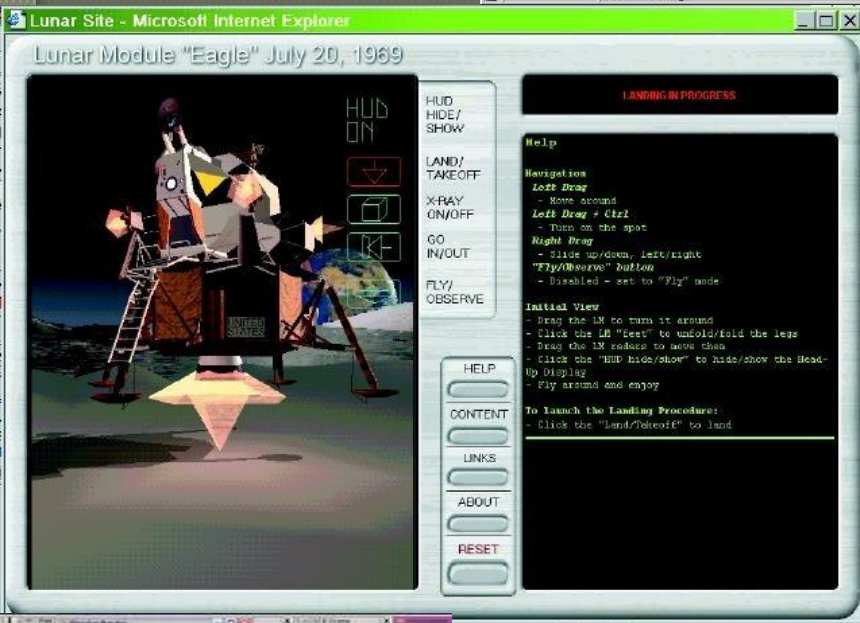 Lunar Site - Microsoft Internet Explorer
Lunar Module "Eagle" July 20, 1969
HUD
ON
UNITED
STATES
HUD
HIDE/
SHOW
LAND/
TAKEOFF
X-RAY
ON/OFF
GO
IN/OUT
FLY/
OBSERVE
HELP
CONTENT
LINKS
ABOUT
RESET
LANDING IN PROGRESS
Help
Navigation
Left Drag
- Move around
Left Drag + Ctrl
- Turn on the spot
Right Drag
- Slide up/down, left/right
"Fly/Observe" button
- Disabled - set to "Fly" mode
Initial View
- Drag the LM to turn it around
- Click the LM "feet" to unfold/fold the legs
- Drag the LM radars to move them
- Click the "HUD hide/show" to hide/show the Head-
Up Display
- Fly around and enjoy
To launch the Landing Procedure:
- Click the "Land/Takeoff" to land